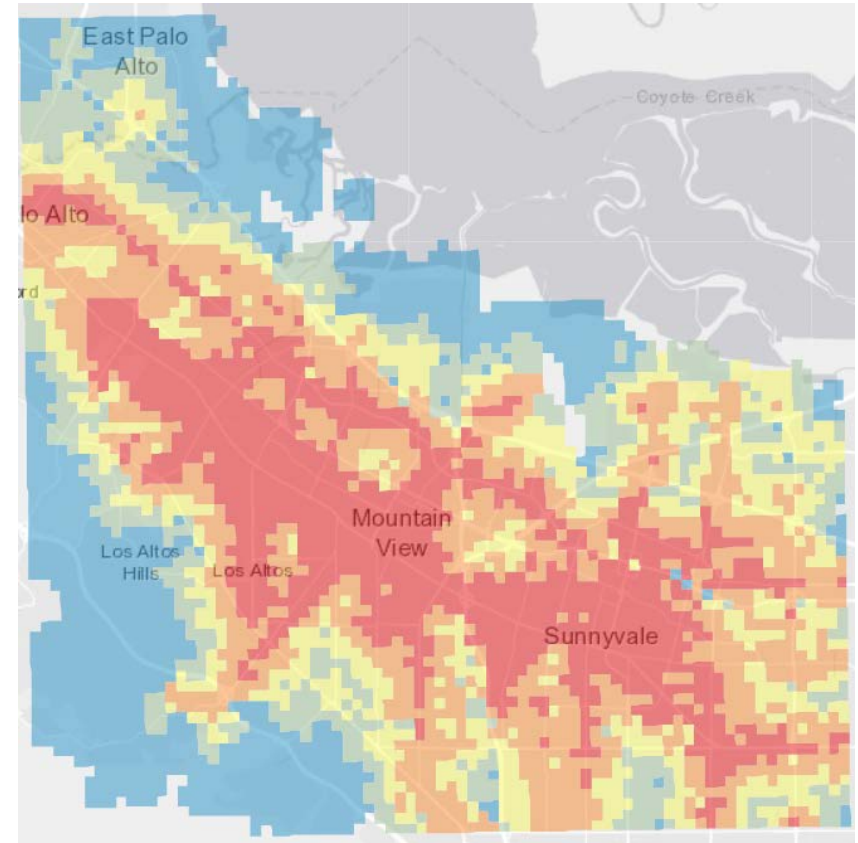 East Palo
Alto
Coyote Creek
lo Alto
rd
Mountain
View
Los Altos
Hills
Los Altos
Sunnyvale